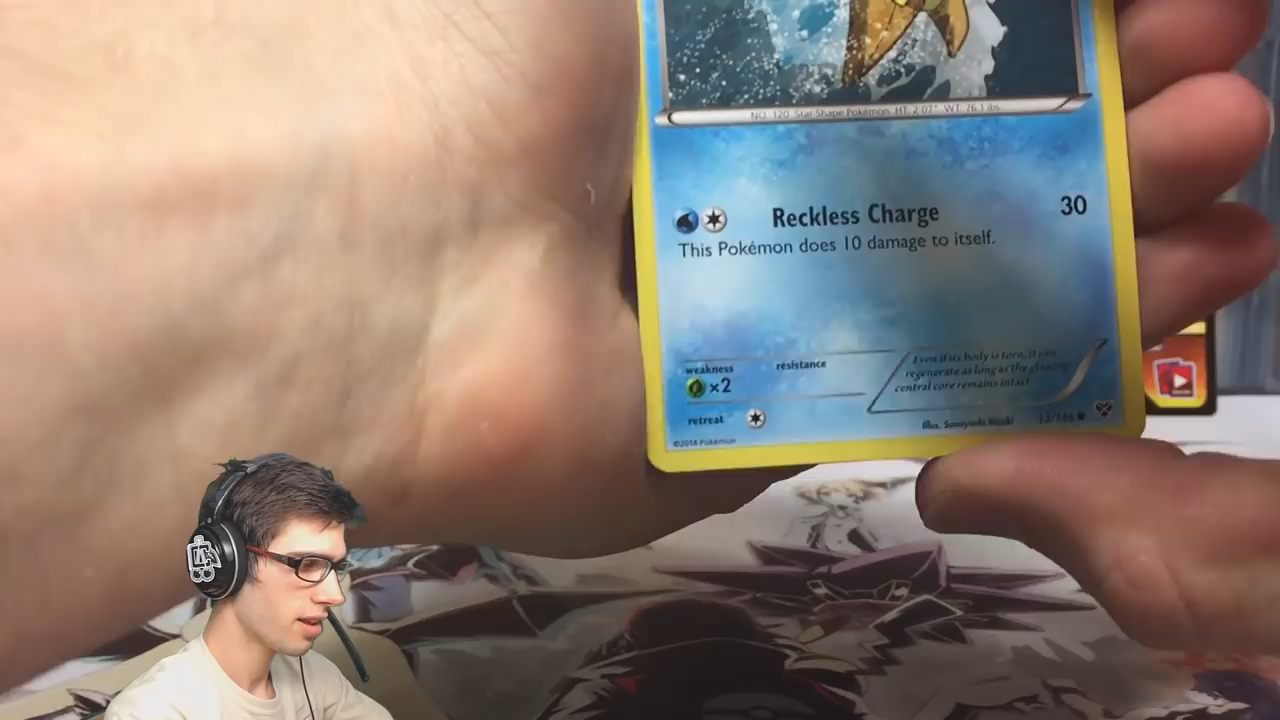 NO. 120 Star Shape Pokémon HT: 2'07" WT: 76.1 lbs.
Reckless Charge 30
This Pokémon does 10 damage to itself.
weakness resistance
×2
Even if its body is torn, it can
regenerate as long as the glowing
central core remains intact.
retreat
Illus.
©2014 Pokémon